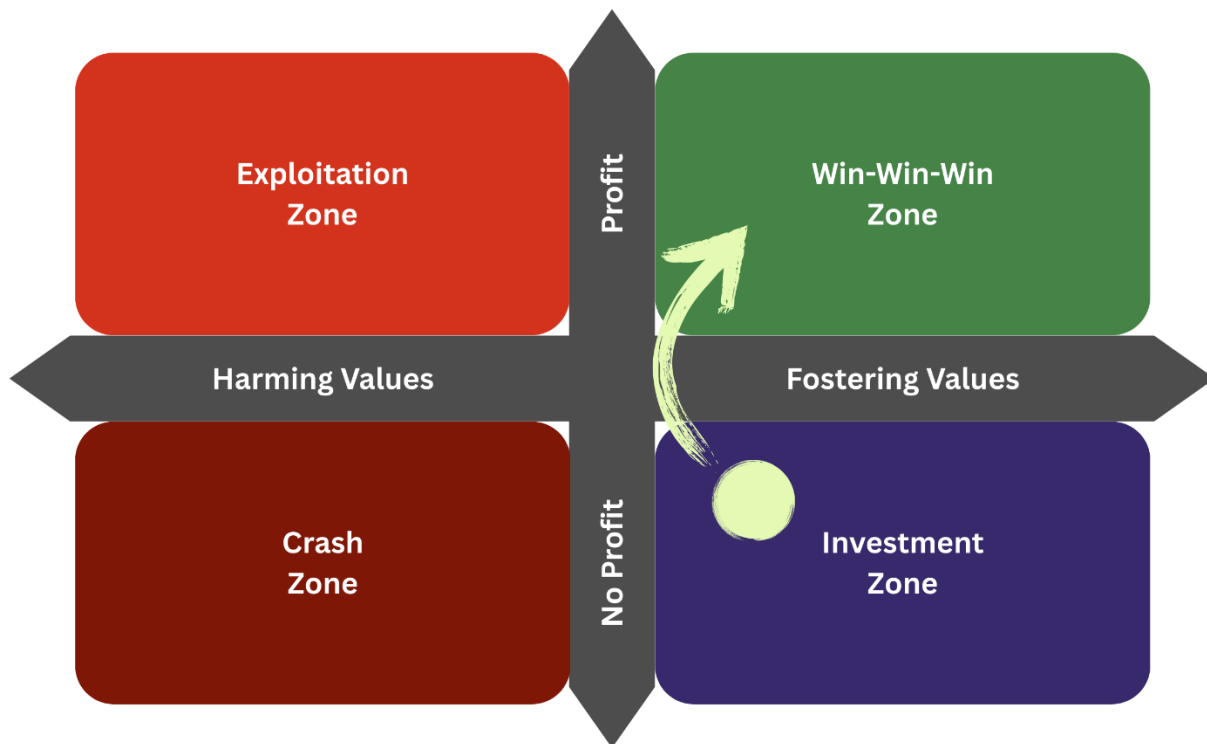 Exploitation
Zone
Profit
Win-Win-Win
Zone
Harming Values
Fostering Values
Crash
Zone
No Profit
Investment
Zone